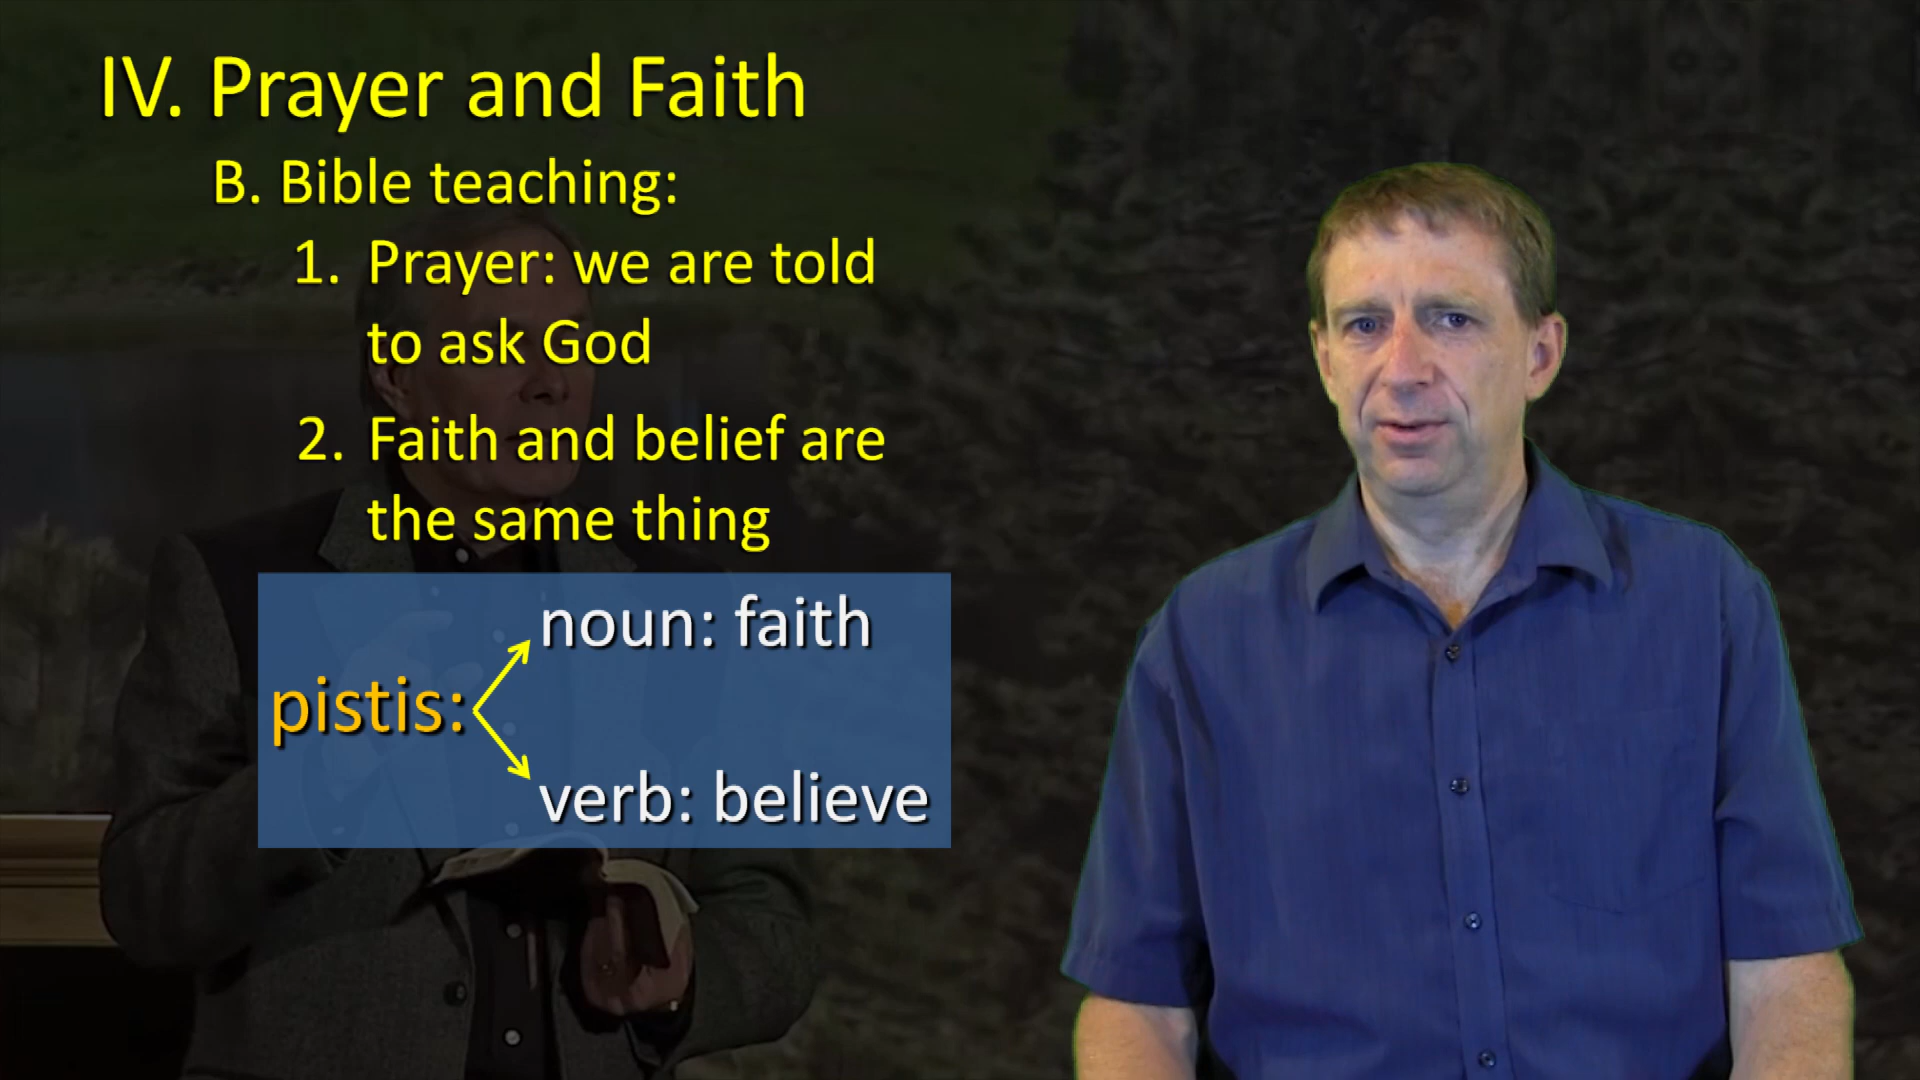 IV. Prayer and Faith
B. Bible teaching:
1. Prayer: we are told
to ask God
2. Faith and belief are
the same thing
noun: faith
pistis:
verb: believe